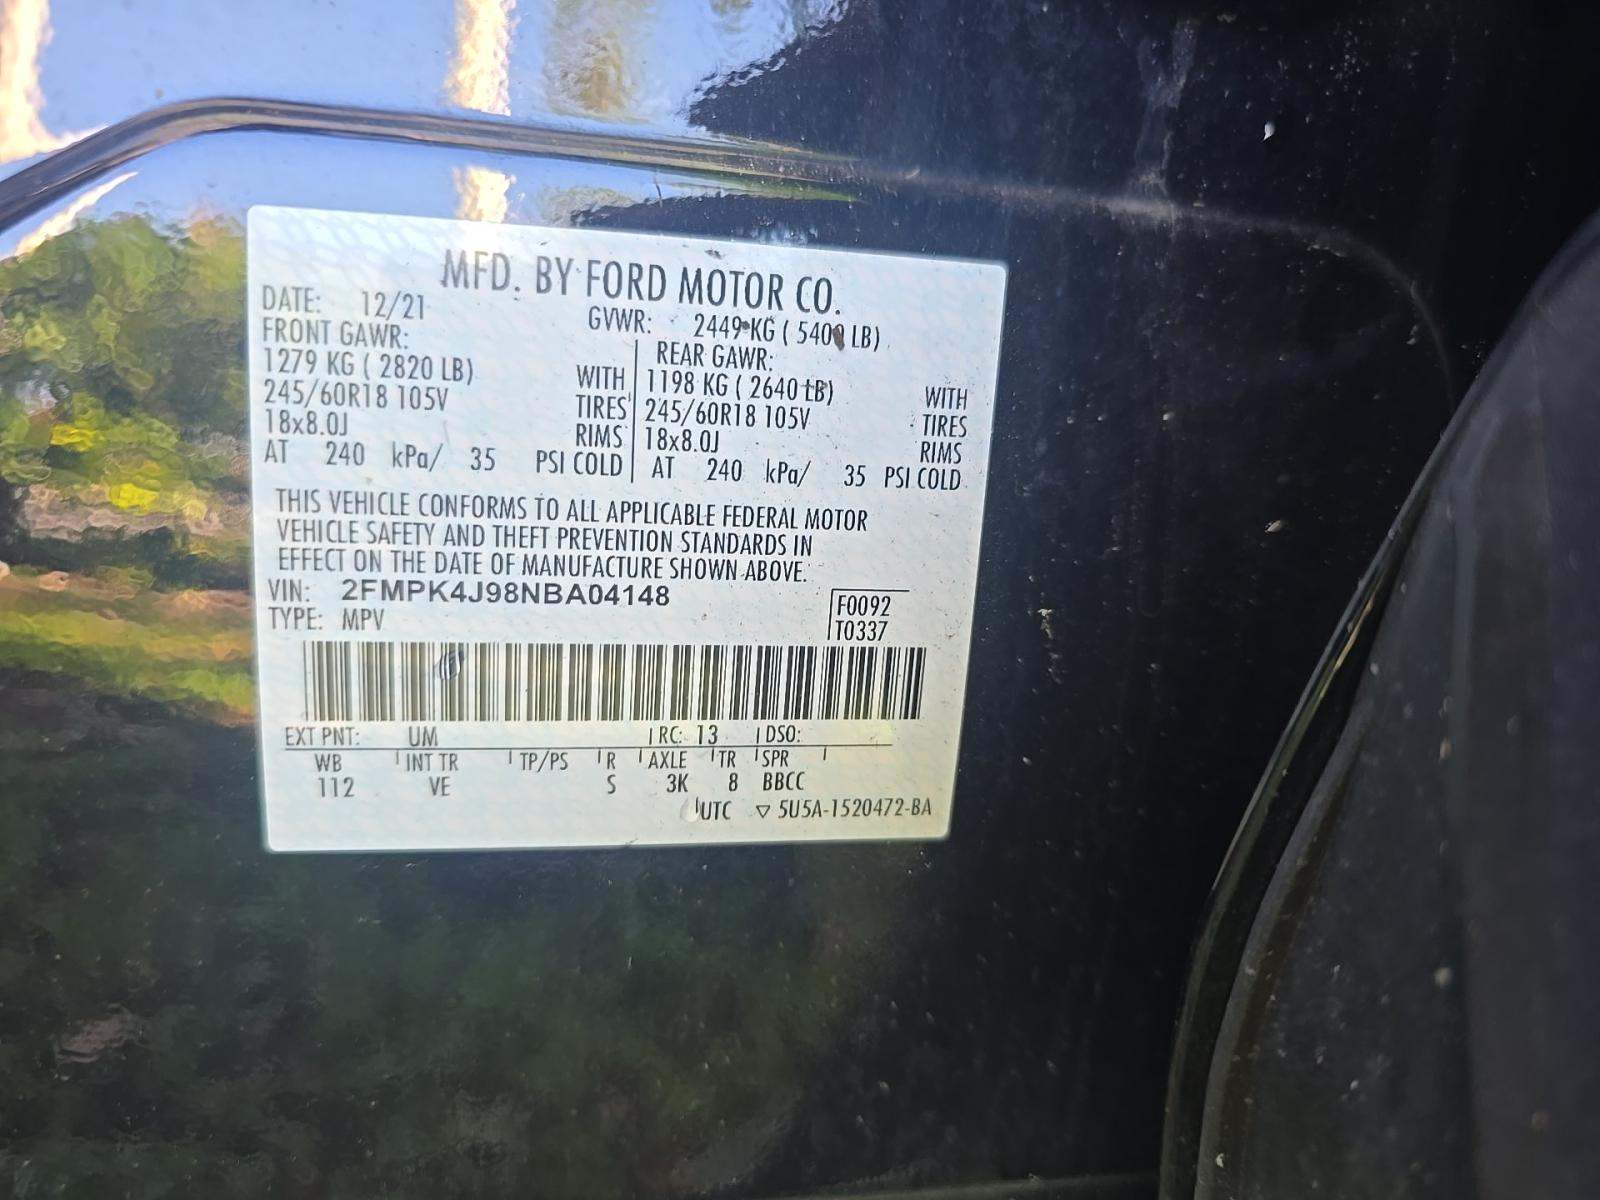 MFD. BY FORD MOTOR CO.
DATE: 12/21 GVWR: 2449 KG ( 5400 LB)
FRONT GAWR: REAR GAWR:
1279 KG ( 2820 LB) WITH 1198 KG ( 2640 LB) WITH
245/60R18 105V TIRES 245/60R18 105V TIRES
18x8.0J RIMS 18x8.0J RIMS
AT 240 kPa/ 35 PSI COLD AT 240 kPa/ 35 PSI COLD
THIS VEHICLE CONFORMS TO ALL APPLICABLE FEDERAL MOTOR
VEHICLE SAFETY AND THEFT PREVENTION STANDARDS IN
EFFECT ON THE DATE OF MANUFACTURE SHOWN ABOVE.
VIN: 2FMPK4J98NBA04148
TYPE: MPV
F0092
T0337
EXT PNT: UM RC: 13 DSO:
WB INT TR TP/PS R AXLE TR SPR
112 VE S 3K 8 BBCC
UTC ▽ 5U5A-1520472-BA